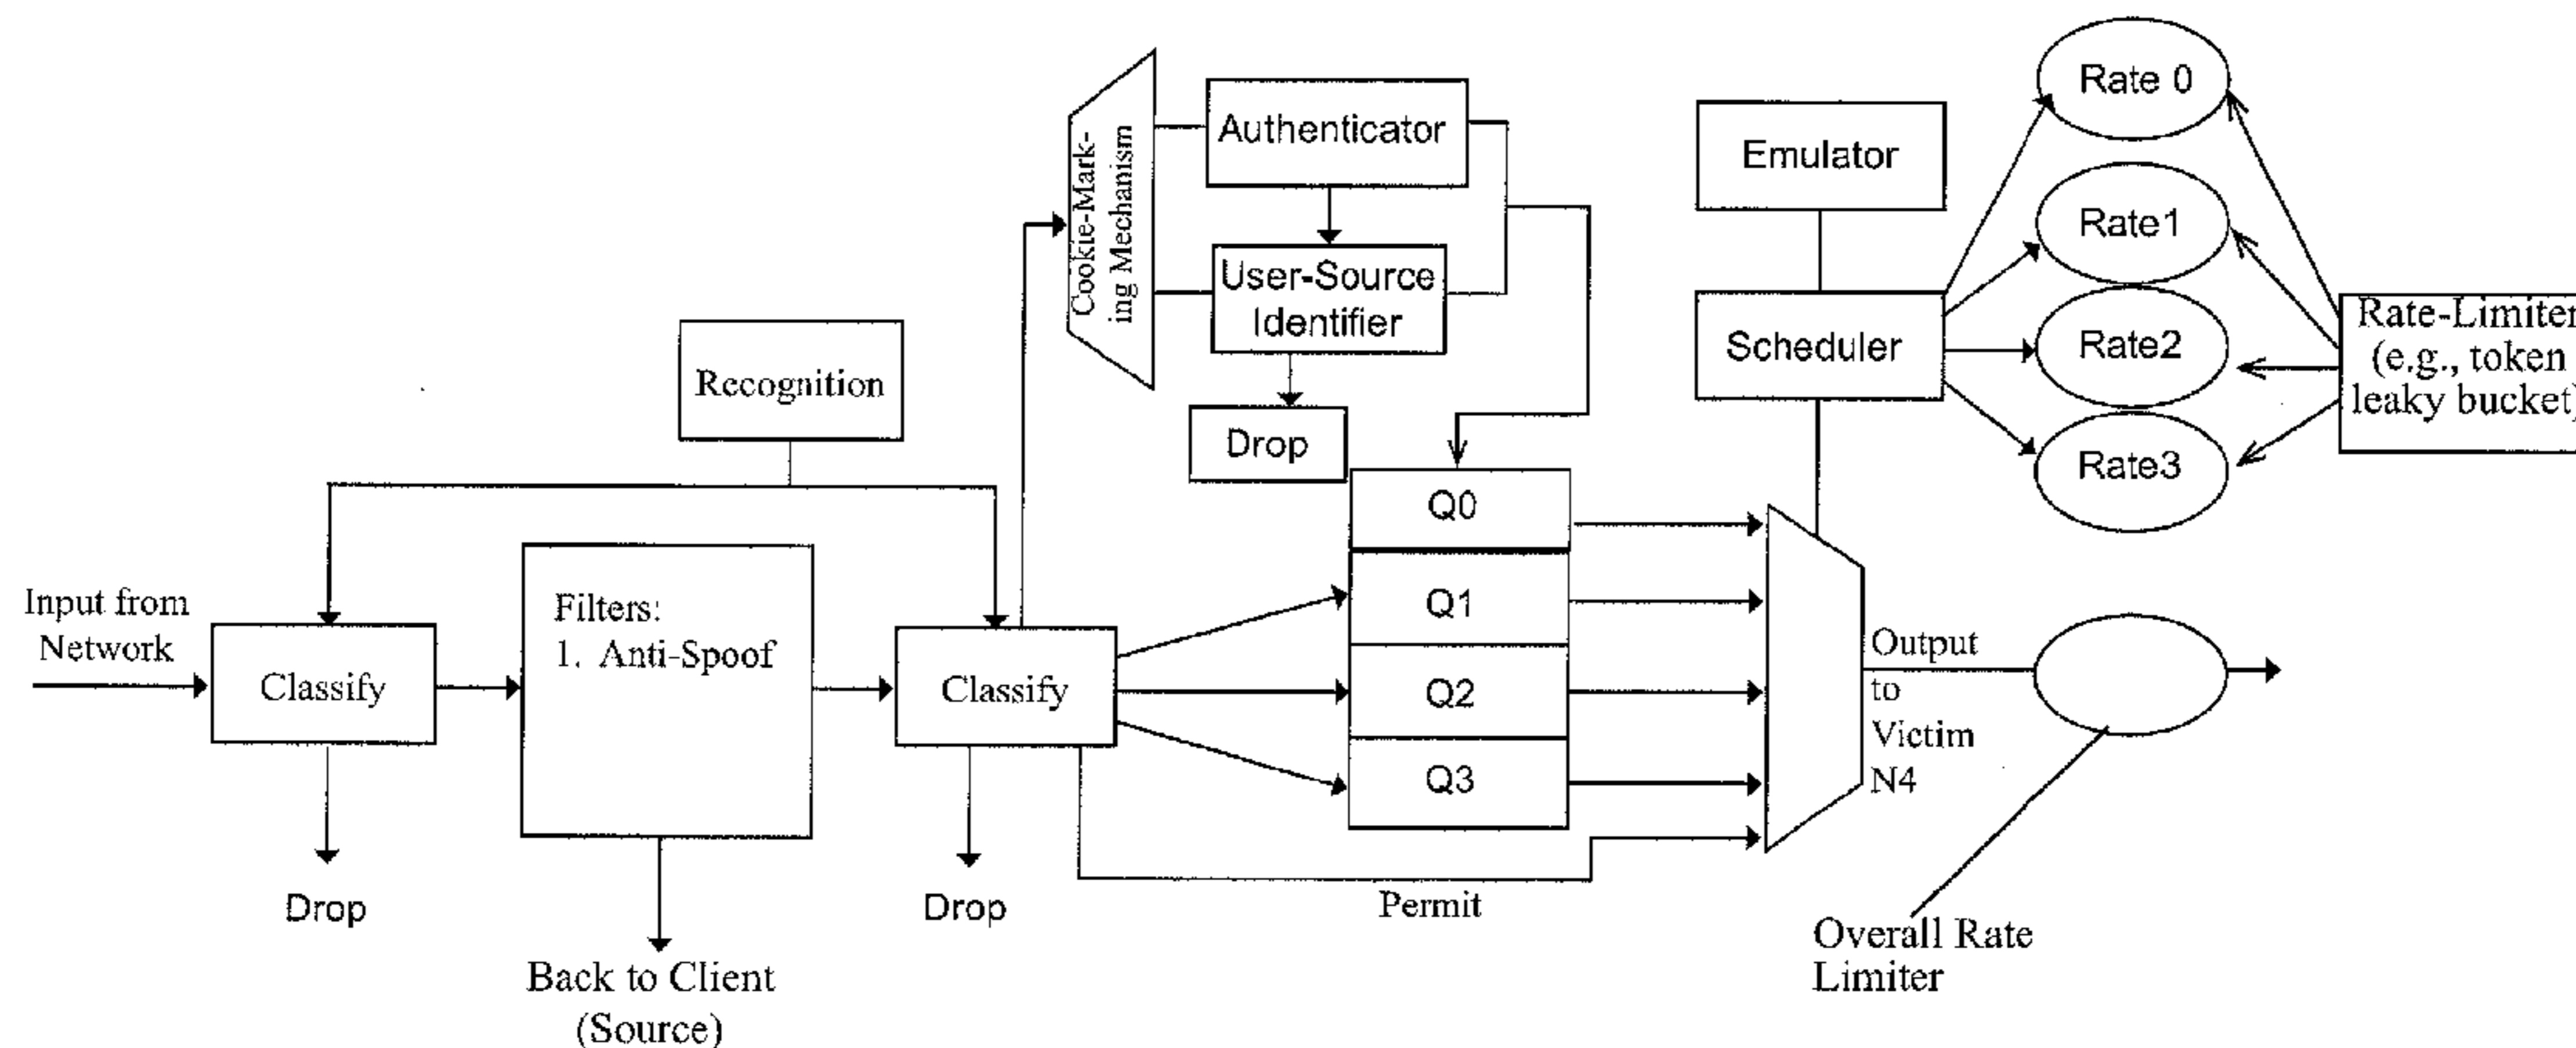 Input from
Network
Classify
Drop
Recognition
Filters:
1. Anti-Spoof
Back to Client
(Source)
Classify
Drop
Cookie-Mark-
ing Mechanism
Authenticator
User-Source
Identifier
Drop
Q0
Q1
Q2
Q3
Permit
Emulator
Scheduler
Rate 0
Rate1
Rate2
Rate3
Rate-Limiter
(e.g., token
leaky bucket)
Output
to
Victim
N4
Overall Rate
Limiter